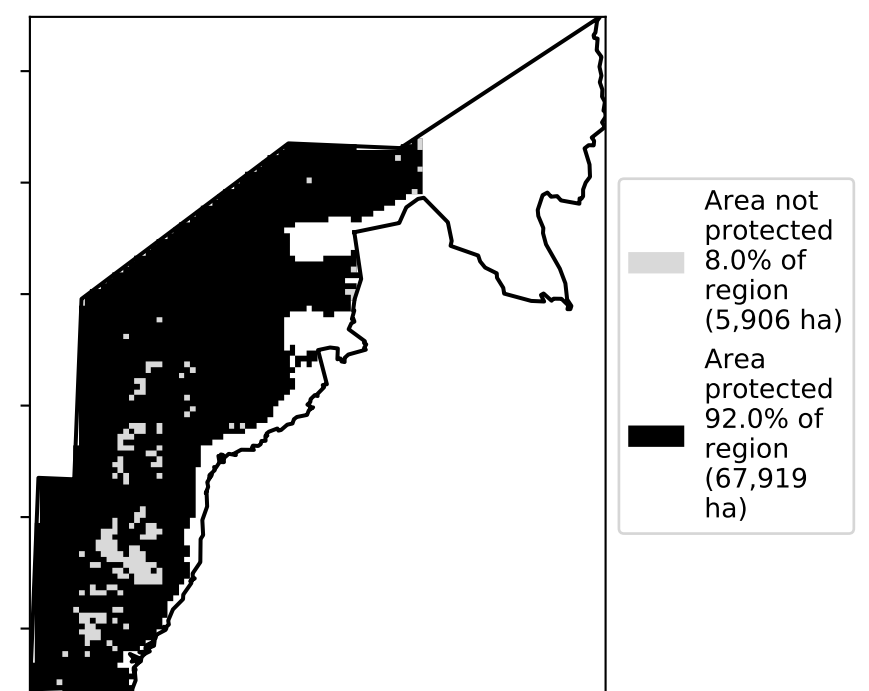 Area not
protected
8.0% of
region
(5,906 ha)
Area
protected
92.0% of
region
(67,919
ha)